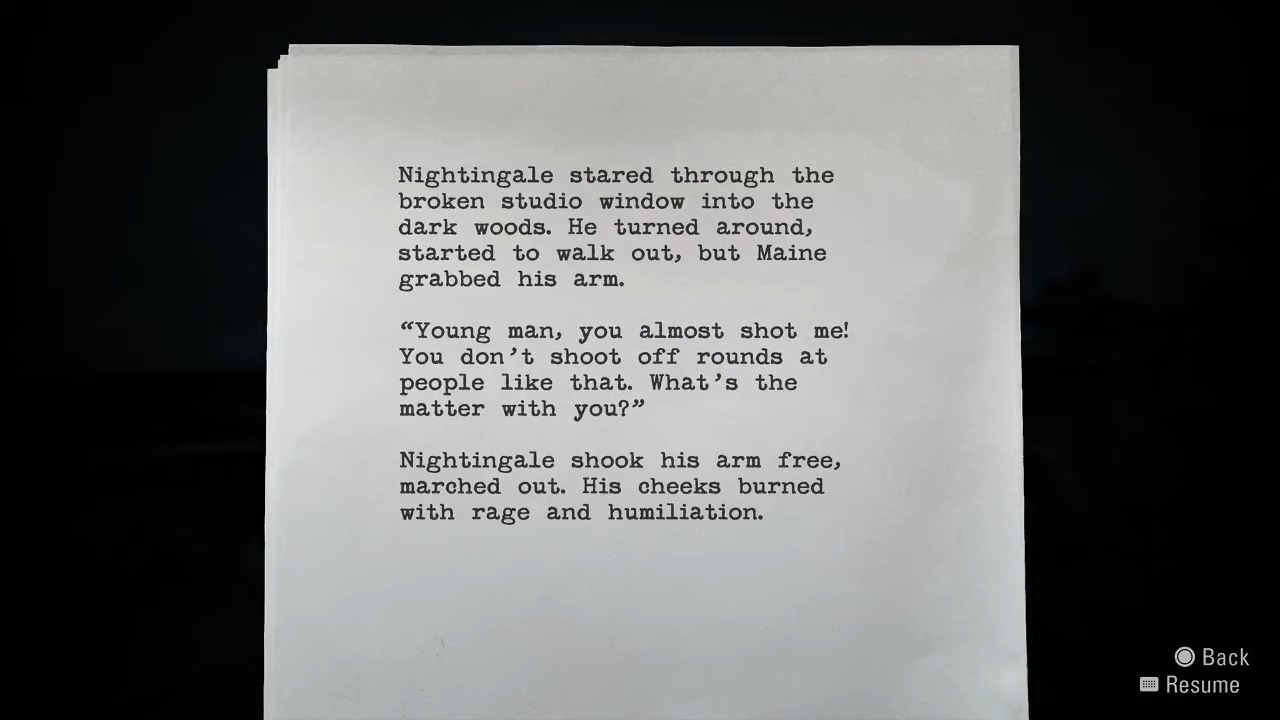 Nightingale stared through the
broken studio window into the
dark woods. He turned around,
started to walk out, but Maine
grabbed his arm.
“Young man, you almost shot me!
You don’t shoot off rounds at
people like that. What’s the
matter with you?”
Nightingale shook his arm free,
marched out. His cheeks burned
with rage and humiliation.
Back
Resume